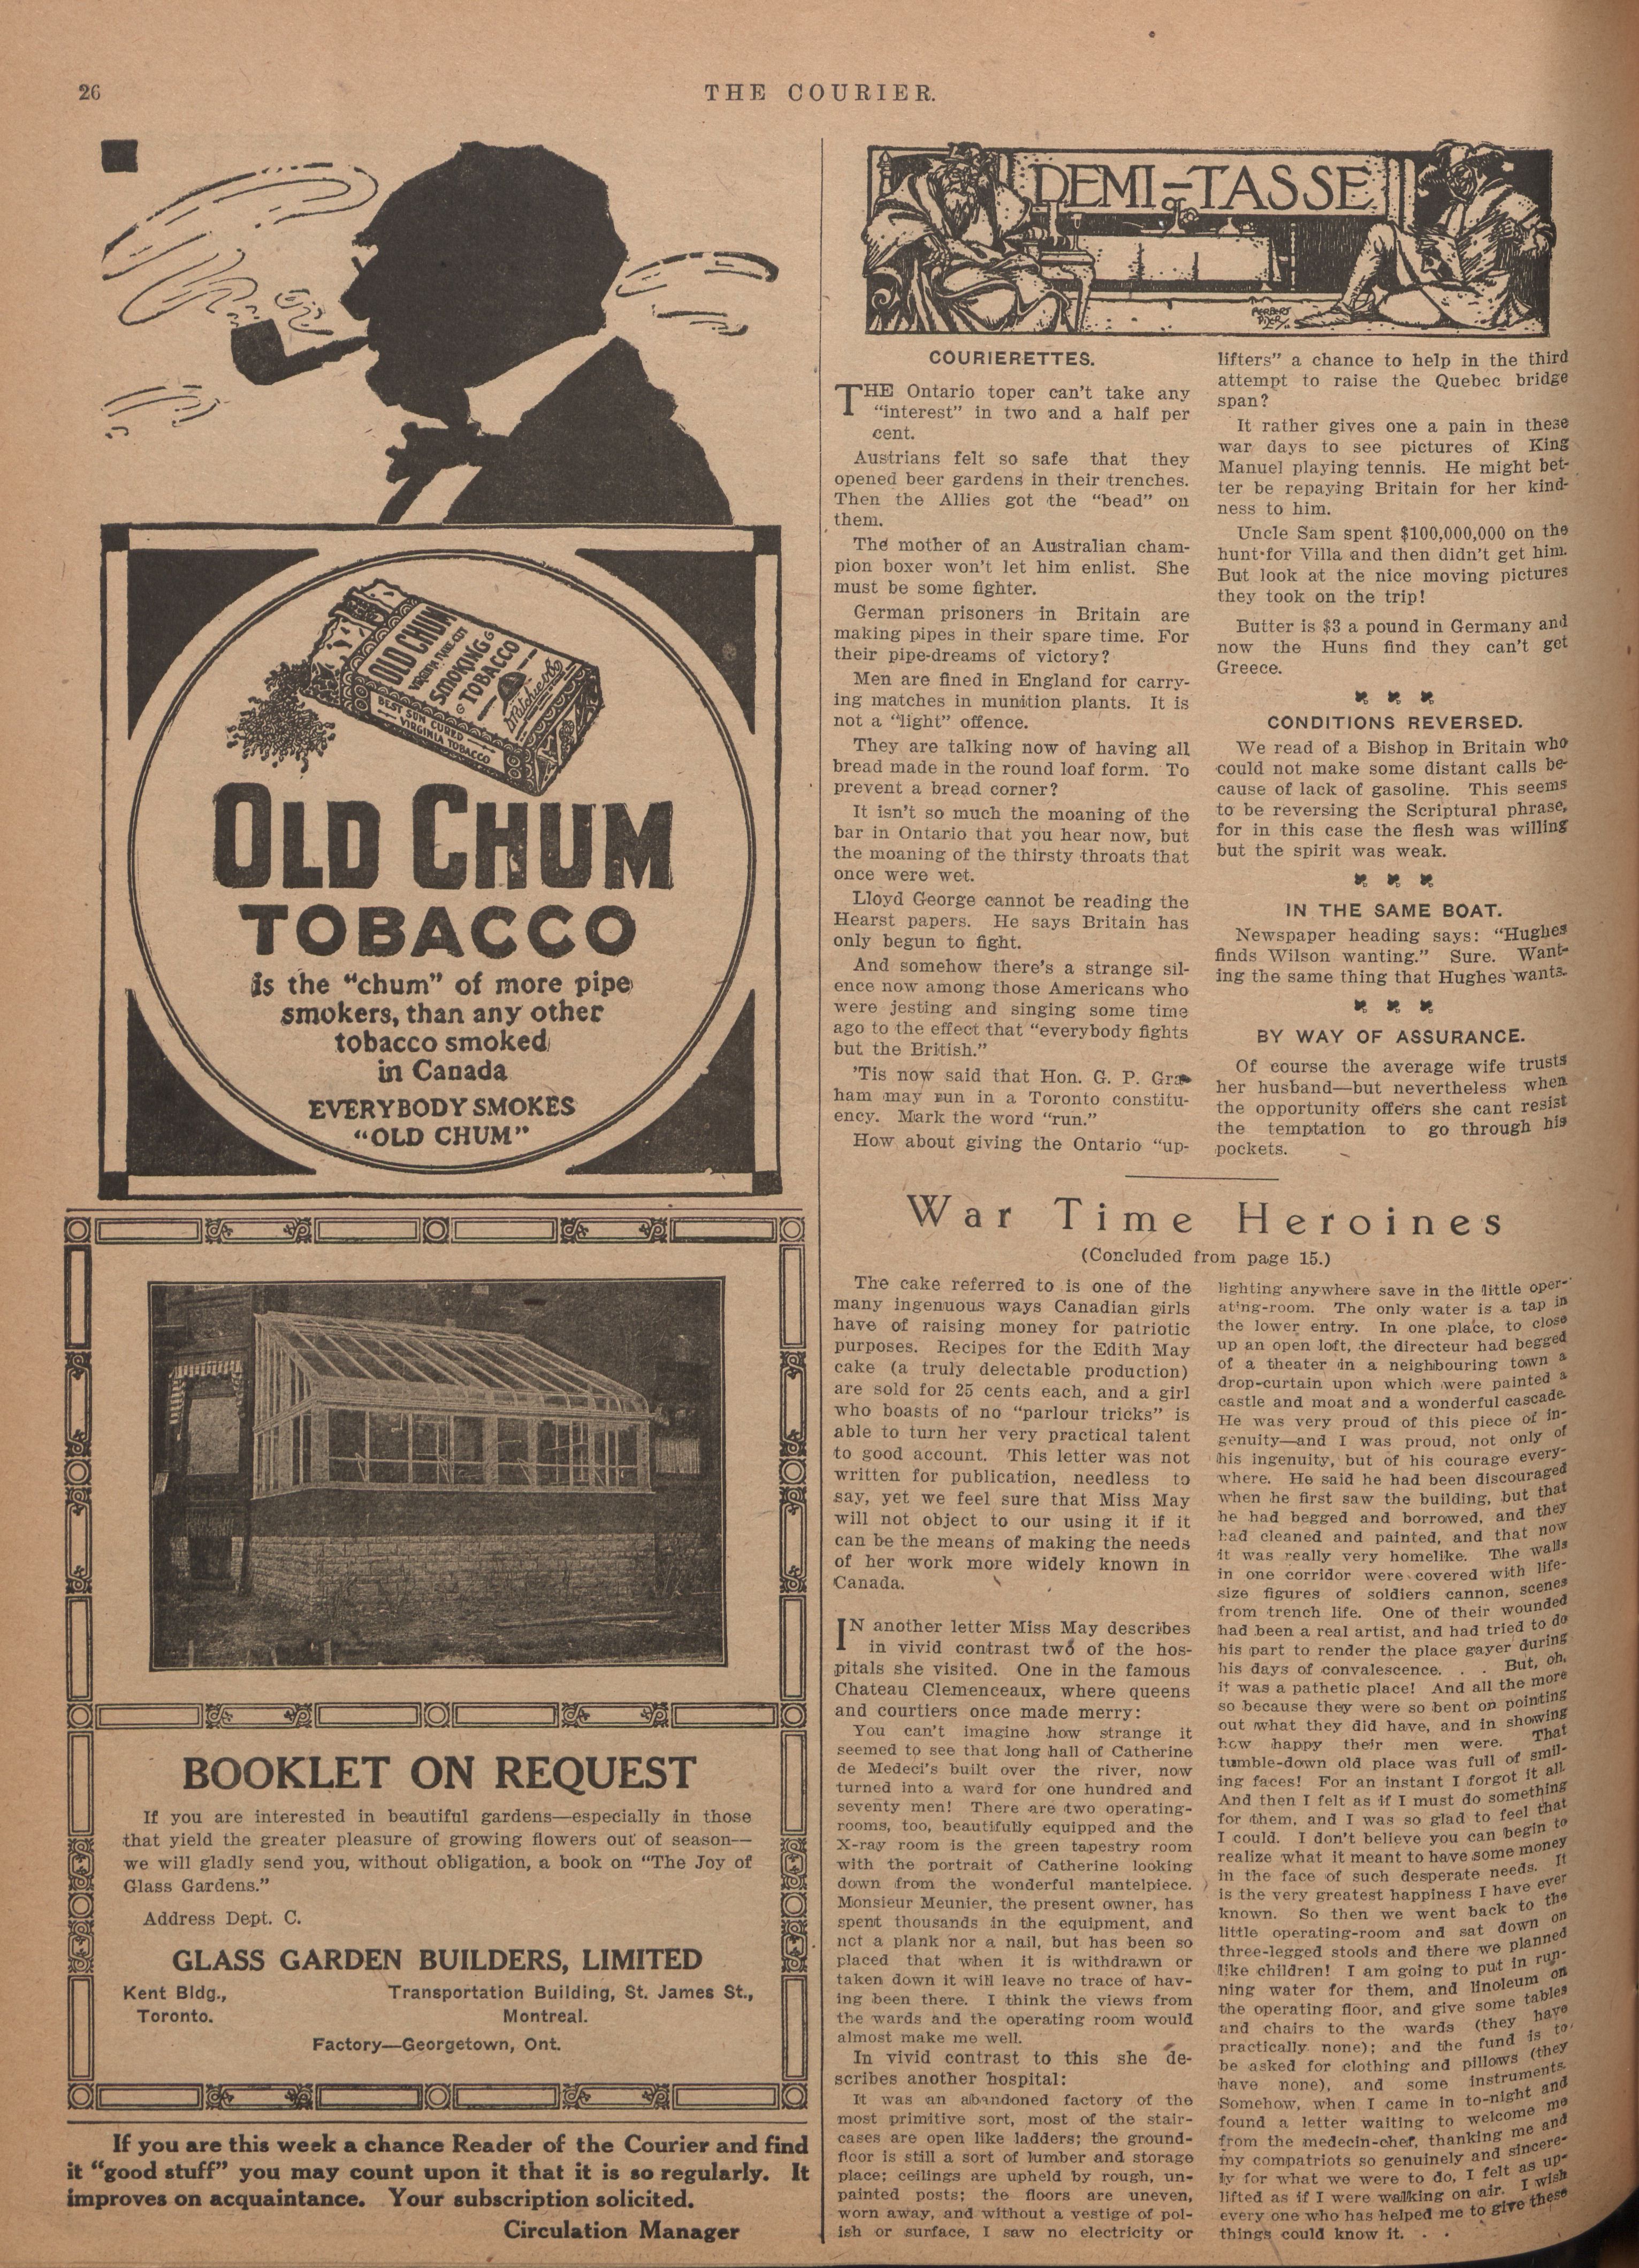 26
THE COURIER.
OLD CHUM
VIRGINIA FINE CUT
SMOKING
TOBACCO
D. Ritchie & Co
BEST SUN CURED
VIRGINIA TOBACCO
OLD CHUM
TOBACCO
is the “chum” of more pipe
smokers, than any other
tobacco smoked
in Canada
EVERYBODY SMOKES
“OLD CHUM”
BOOKLET ON REQUEST
If you are interested in beautiful gardens—especially in those
that yield the greater pleasure of growing flowers out of season—
we will gladly send you, without obligation, a book on “The Joy of
Glass Gardens.”
Address Dept. C.
GLASS GARDEN BUILDERS, LIMITED
Kent Bldg., Transportation Building, St. James St.,
Toronto. Montreal.
Factory—Georgetown, Ont.
If you are this week a chance Reader of the Courier and find
it “good stuff” you may count upon it that it is so regularly. It
improves on acquaintance. Your subscription solicited.
Circulation Manager
DEMI-TASSE
COURIERETTES.
THE Ontario toper can’t take any
“interest” in two and a half per
cent.
Austrians felt so safe that they
opened beer gardens in their trenches.
Then the Allies got the “bead” on
them.
The mother of an Australian cham-
pion boxer won’t let him enlist. She
must be some fighter.
German prisoners in Britain are
making pipes in their spare time. For
their pipe-dreams of victory?
Men are fined in England for carry-
ing matches in munition plants. It is
not a “light” offence.
They are talking now of having all
bread made in the round loaf form. To
prevent a bread corner?
It isn’t so much the moaning of the
bar in Ontario that you hear now, but
the moaning of the thirsty throats that
once were wet.
Lloyd George cannot be reading the
Hearst papers. He says Britain has
only begun to fight.
And somehow there’s a strange sil-
ence now among those Americans who
were jesting and singing some time
ago to the effect that “everybody fights
but the British.”
’Tis now said that Hon. G. P. Gra-
ham may run in a Toronto constitu-
ency. Mark the word “run.”
How about giving the Ontario “up-
lifters” a chance to help in the third
attempt to raise the Quebec bridge
span?
It rather gives one a pain in these
war days to see pictures of King
Manuel playing tennis. He might bet-
ter be repaying Britain for her kind-
ness to him.
Uncle Sam spent $100,000,000 on the
hunt for Villa and then didn’t get him.
But look at the nice moving pictures
they took on the trip!
Butter is $3 a pound in Germany and
now the Huns find they can’t get
Greece.
CONDITIONS REVERSED.
We read of a Bishop in Britain who
could not make some distant calls be-
cause of lack of gasoline. This seems
to be reversing the Scriptural phrase,
for in this case the flesh was willing
but the spirit was weak.
IN THE SAME BOAT.
Newspaper heading says: “Hughes
finds Wilson wanting.” Sure. Want-
ing the same thing that Hughes wants.
BY WAY OF ASSURANCE.
Of course the average wife trusts
her husband—but nevertheless when
the opportunity offers she cant resist
the temptation to go through his
pockets.
War Time Heroines
(Concluded from page 15.)
The cake referred to is one of the
many ingenuous ways Canadian girls
have of raising money for patriotic
purposes. Recipes for the Edith May
cake (a truly delectable production)
are sold for 25 cents each, and a girl
who boasts of no “parlour tricks” is
able to turn her very practical talent
to good account. This letter was not
written for publication, needless to
say, yet we feel sure that Miss May
will not object to our using it if it
can be the means of making the needs
of her work more widely known in
Canada.
IN another letter Miss May describes
in vivid contrast two of the hos-
pitals she visited. One in the famous
Chateau Clemenceaux, where queens
and courtiers once made merry:
You can’t imagine how strange it
seemed to see that long hall of Catherine
de Medeci’s built over the river, now
turned into a ward for one hundred and
seventy men! There are two operating-
rooms, too, beautifully equipped and the
X-ray room is the green tapestry room
with the portrait of Catherine looking
down from the wonderful mantelpiece.
Monsieur Meunier, the present owner, has
spent thousands in the equipment, and
not a plank nor a nail, but has been so
placed that when it is withdrawn or
taken down it will leave no trace of hav-
ing been there. I think the views from
the wards and the operating room would
almost make me well.
In vivid contrast to this she de-
scribes another hospital:
It was an abandoned factory of the
most primitive sort, most of the stair-
cases are open like ladders; the ground-
floor is still a sort of lumber and storage
place; ceilings are upheld by rough, un-
painted posts; the floors are uneven,
worn away, and without a vestige of pol-
ish or surface, I saw no electricity or
lighting anywhere save in the little oper-
ating-room. The only water is a tap in
the lower entry. In one place, to close
up an open loft, the directeur had begged
of a theater in a neighbouring town a
drop-curtain upon which were painted a
castle and moat and a wonderful cascade.
He was very proud of this piece of in-
genuity—and I was proud, not only of
his ingenuity, but of his courage every-
where. He said he had been discouraged
when he first saw the building, but that
he had begged and borrowed, and they
had cleaned and painted, and that now
it was really very homelike. The walls
in one corridor were covered with life-
size figures of soldiers cannon, scenes
from trench life. One of their wounded
had been a real artist, and had tried to do
his part to render the place gayer during
his days of convalescence. . . But, oh,
it was a pathetic place! And all the more
so because they were so bent on pointing
out what they did have, and in showing
how happy their men were. That
tumble-down old place was full of smil-
ing faces! For an instant I forgot it all.
And then I felt as if I must do something
for them, and I was so glad to feel that
I could. I don’t believe you can begin to
realize what it meant to have some money
in the face of such desperate needs. It
is the very greatest happiness I have ever
known. So then we went back to the
little operating-room and sat down on
three-legged stools and there we planned
like children! I am going to put in run-
ning water for them, and linoleum on
the operating floor, and give some tables
and chairs to the wards (they have
practically none); and the fund is to
be asked for clothing and pillows (they
have none), and some instruments.
Somehow, when I came in to-night and
found a letter waiting to welcome me
from the medecin-chef, thanking me and
my compatriots so genuinely and sincere-
ly for what we were to do, I felt as up-
lifted as if I were walking on air. I wish
every one who has helped me to give these
things could know it. . .